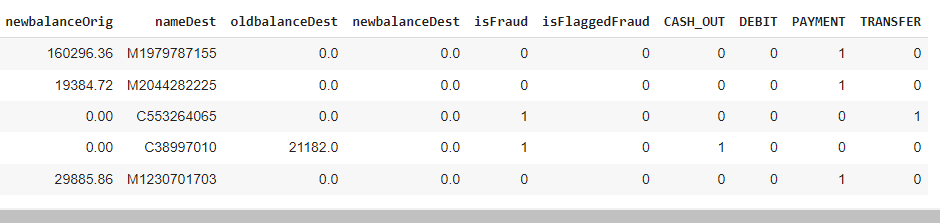 newbalanceOrig nameDest oldbalanceDest newbalanceDest isFraud isFlaggedFraud CASH_OUT DEBIT PAYMENT TRANSFER
160296.36 M1979787155 0.0 0.0 0 0 0 0 1 0
19384.72 M2044282225 0.0 0.0 0 0 0 0 1 0
0.00 C553264065 0.0 0.0 1 0 0 0 0 1
0.00 C38997010 21182.0 0.0 1 0 1 0 0 0
29885.86 M1230701703 0.0 0.0 0 0 0 0 1 0